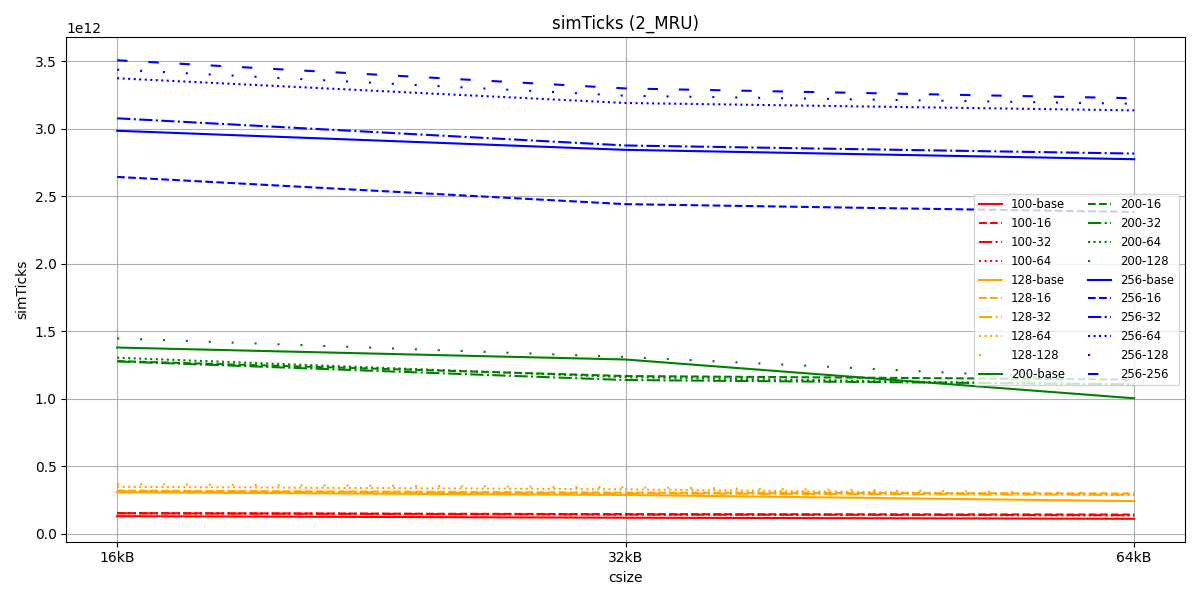 simTicks (2_MRU)
1e12
3.5
3.0
2.5
2.0
1.5
1.0
0.5
0.0
simTicks
16kB 32kB 64kB
csize
100-base 200-16
100-16 200-32
100-32 200-64
100-64 200-128
128-base 256-base
128-16 256-16
128-32 256-32
128-64 256-64
128-128 256-128
200-base 256-256